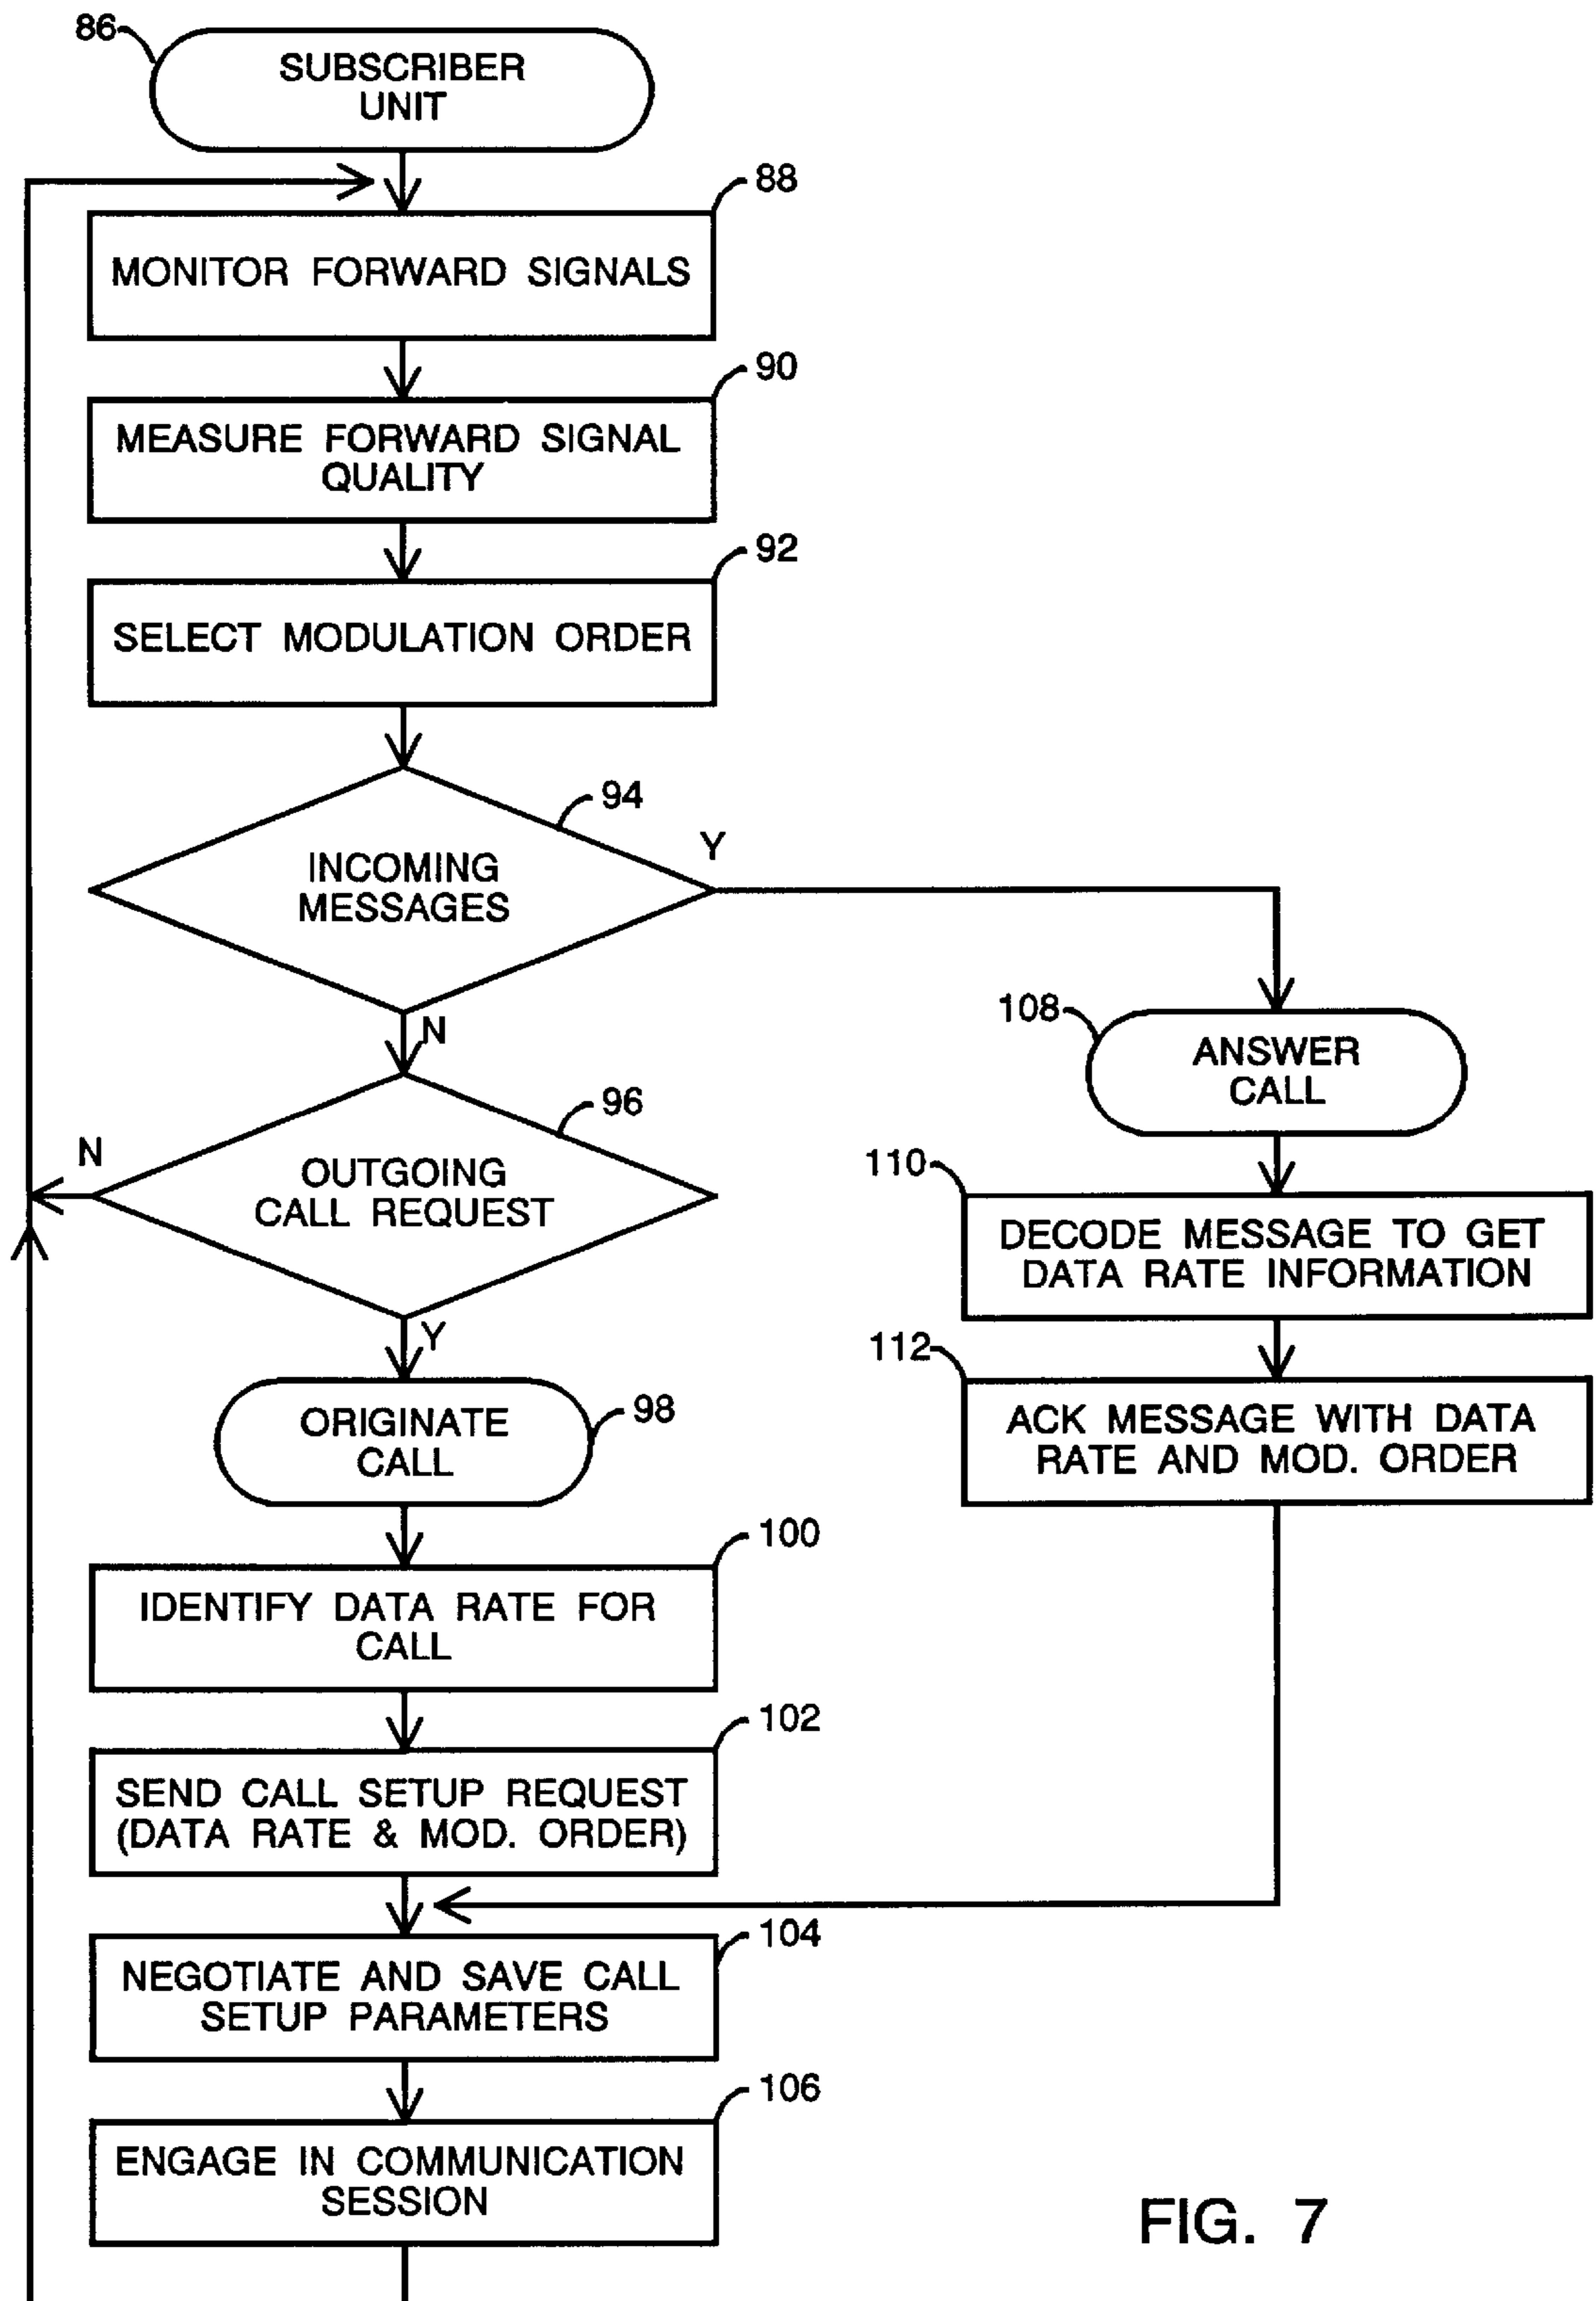 86
SUBSCRIBER
UNIT
88
MONITOR FORWARD SIGNALS
90
MEASURE FORWARD SIGNAL
QUALITY
92
SELECT MODULATION ORDER
94
INCOMING
MESSAGES
Y
N
96
OUTGOING
CALL REQUEST
N
Y
98
ORIGINATE
CALL
100
IDENTIFY DATA RATE FOR
CALL
102
SEND CALL SETUP REQUEST
(DATA RATE & MOD. ORDER)
104
NEGOTIATE AND SAVE CALL
SETUP PARAMETERS
106
ENGAGE IN COMMUNICATION
SESSION
108
ANSWER
CALL
110
DECODE MESSAGE TO GET
DATA RATE INFORMATION
112
ACK MESSAGE WITH DATA
RATE AND MOD. ORDER
FIG. 7